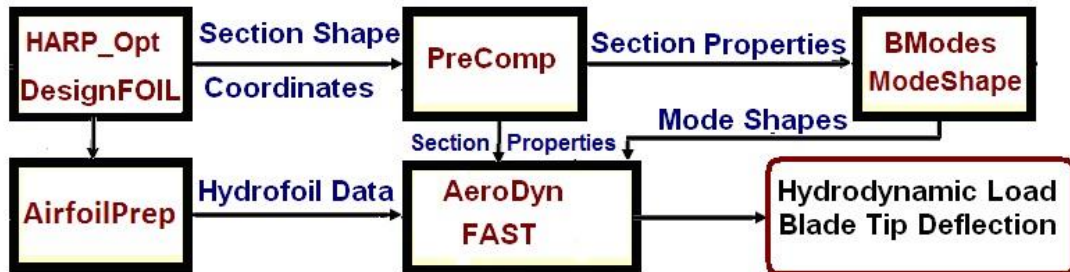 HARP_Opt
DesignFOIL
Section Shape
Coordinates
PreComp
Section Properties
BModes
ModeShape
Section Properties
Mode Shapes
AirfoilPrep
Hydrofoil Data
AeroDyn
FAST
Hydrodynamic Load
Blade Tip Deflection